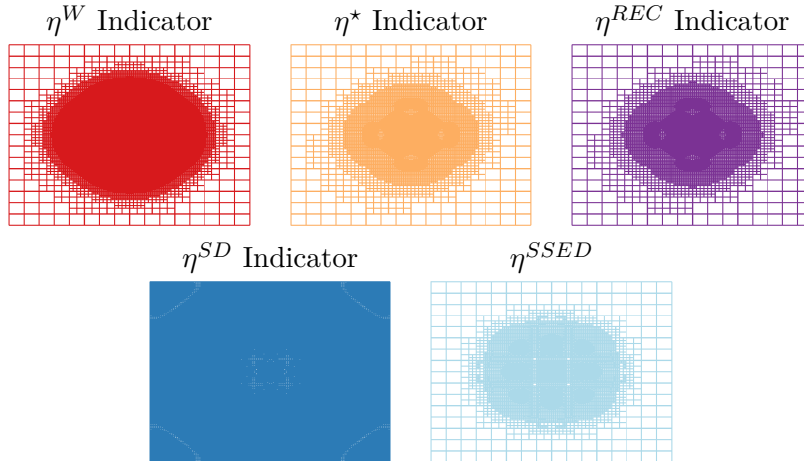 η^W Indicator
η^⋆ Indicator
η^REC Indicator
η^SD Indicator
η^SSED